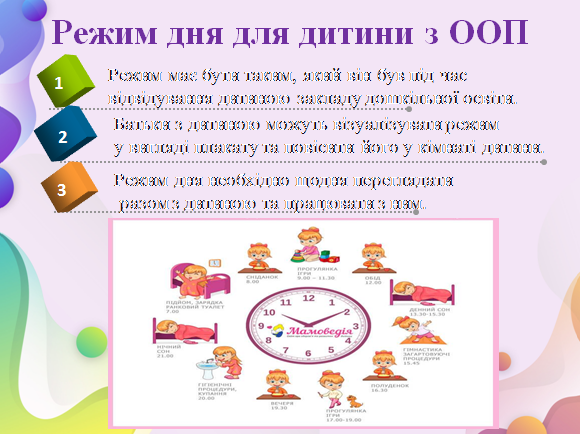 Режим дня для дитини з ООП
1
Режим має бути таким, який він був під час
відвідування дитиною закладу дошкільної освіти.
2
Батьки з дитиною можуть візуалізувати режим
у вигляді плакату та повісити його у кімнаті дитини.
3
Режим дня необхідно щодня переглядати
разом з дитиною та працювати з ним.
ПРОГУЛЯНКА
ІГРИ
9.00 – 11.30
СНІДАНОК
8.00
ОБІД
12.00
ПІДЙОМ, ЗАРЯДКА
РАНКОВИЙ ТУАЛЕТ
7.00
ДЕННИЙ СОН
13.30-15.30
12 1 2 3 4 5 6 7 8 9 10 11
Мамоведія
НІЧНИЙ
СОН
21.00
ГІМНАСТИКА
ЗАГАРТОВУЮЧІ
ПРОЦЕДУРИ
15.45
ГІГІЄНІЧНІ
ПРОЦЕДУРИ,
КУПАННЯ
20.00
ПОЛУДЕНОК
16.30
ВЕЧЕРЯ
19.30
ПРОГУЛЯНКА
ІГРИ
17.00-19.00